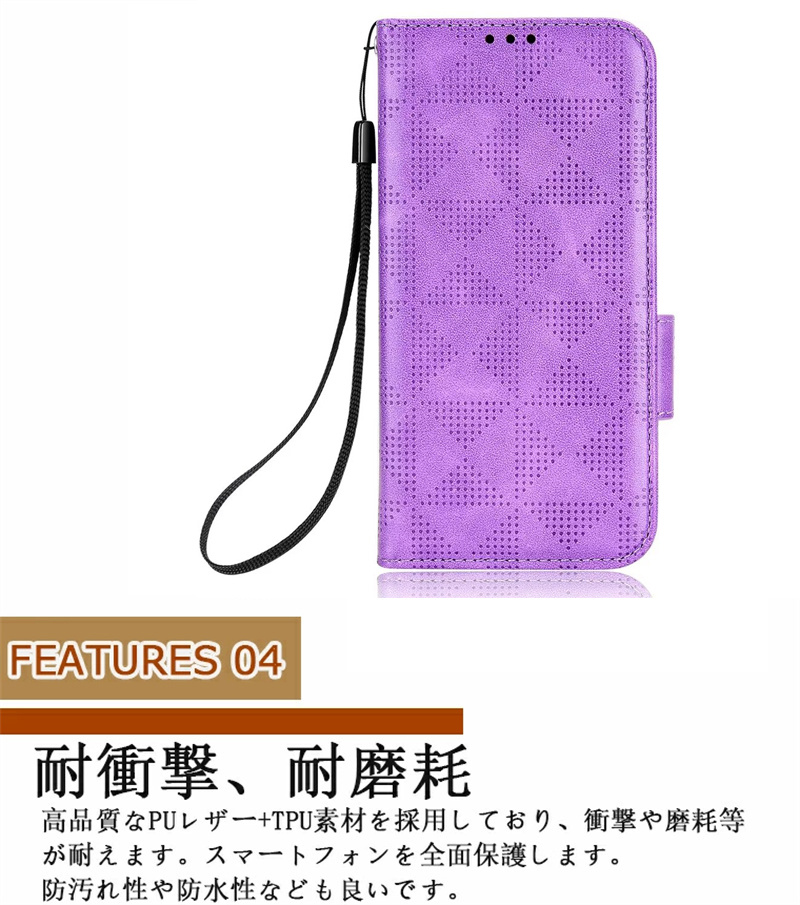 FEATURES 04
耐衝撃、耐磨耗
高品質なPUレザー+TPU素材を採用しており、衝撃や磨耗等
が耐えます。スマートフォンを全面保護します。
防汚れ性や防水性なども良いです。